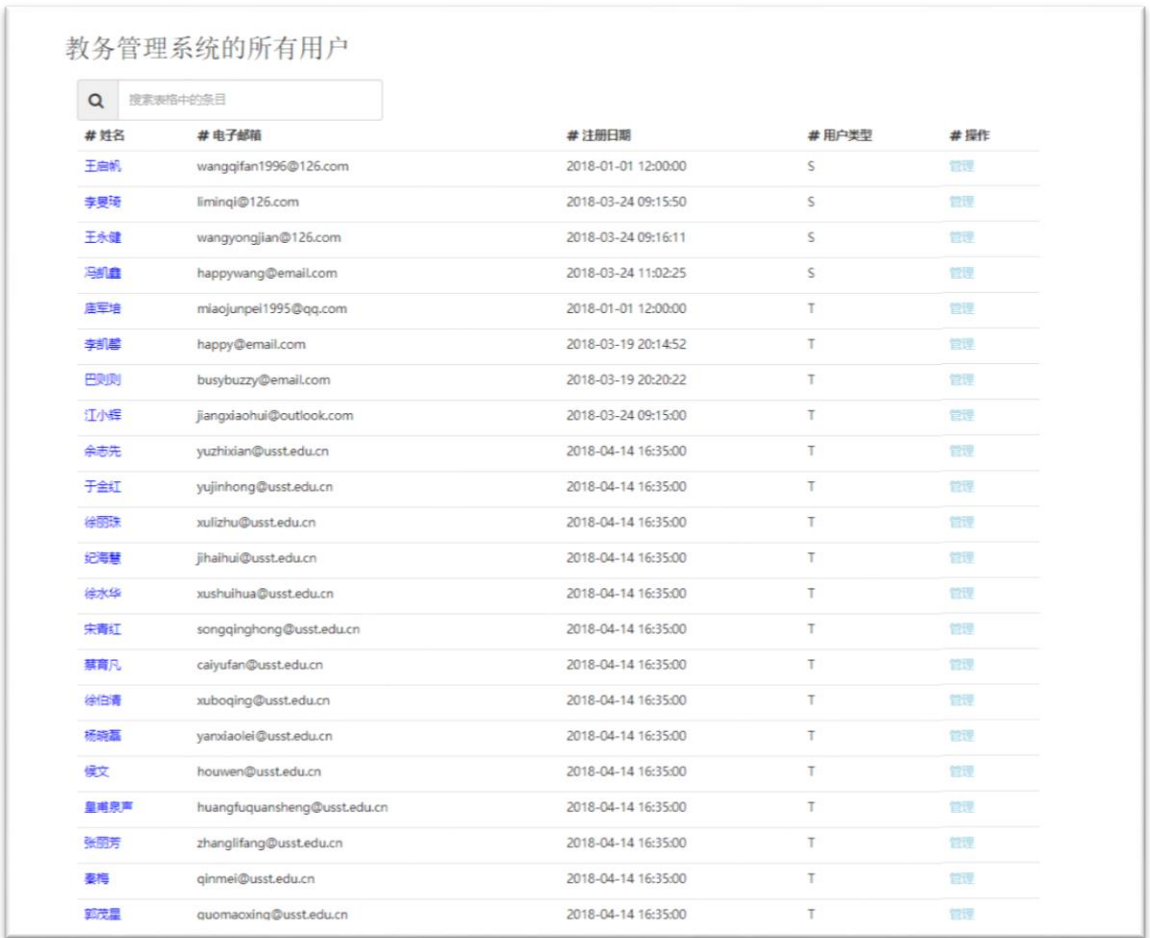 教务管理系统的所有用户
搜索表格中的条目
# 姓名 # 电子邮箱 # 注册日期 # 用户类型 # 操作
王启帆 wangqifan1996@126.com 2018-01-01 12:00:00 S 管理
李旻琦 liminqi@126.com 2018-03-24 09:15:50 S 管理
王永健 wangyongjian@126.com 2018-03-24 09:16:11 S 管理
冯凯鑫 happywang@email.com 2018-03-24 11:02:25 S 管理
miaojunpei1995@qq.com 2018-01-01 12:00:00 T 管理
李凯馨 happy@email.com 2018-03-19 20:14:52 T 管理
巴则则 busybuzzy@email.com 2018-03-19 20:20:22 T 管理
江小辉 jiangxiaohui@outlook.com 2018-03-24 09:15:00 T 管理
余志先 yuzhixian@usst.edu.cn 2018-04-14 16:35:00 T 管理
于金红 yujinhong@usst.edu.cn 2018-04-14 16:35:00 T 管理
徐丽珠 xulizhu@usst.edu.cn 2018-04-14 16:35:00 T 管理
纪海慧 jihaihui@usst.edu.cn 2018-04-14 16:35:00 T 管理
徐水华 xushuihua@usst.edu.cn 2018-04-14 16:35:00 T 管理
宋青红 songqinghong@usst.edu.cn 2018-04-14 16:35:00 T 管理
蔡育凡 caiyufan@usst.edu.cn 2018-04-14 16:35:00 T 管理
徐伯清 xuboqing@usst.edu.cn 2018-04-14 16:35:00 T 管理
杨晓磊 yanxiaolei@usst.edu.cn 2018-04-14 16:35:00 T 管理
候文 houwen@usst.edu.cn 2018-04-14 16:35:00 T 管理
皇甫泉声 huangfuquansheng@usst.edu.cn 2018-04-14 16:35:00 T 管理
张丽芳 zhanglifang@usst.edu.cn 2018-04-14 16:35:00 T 管理
秦梅 qinmei@usst.edu.cn 2018-04-14 16:35:00 T 管理
郭茂星 guomaoxing@usst.edu.cn 2018-04-14 16:35:00 T 管理